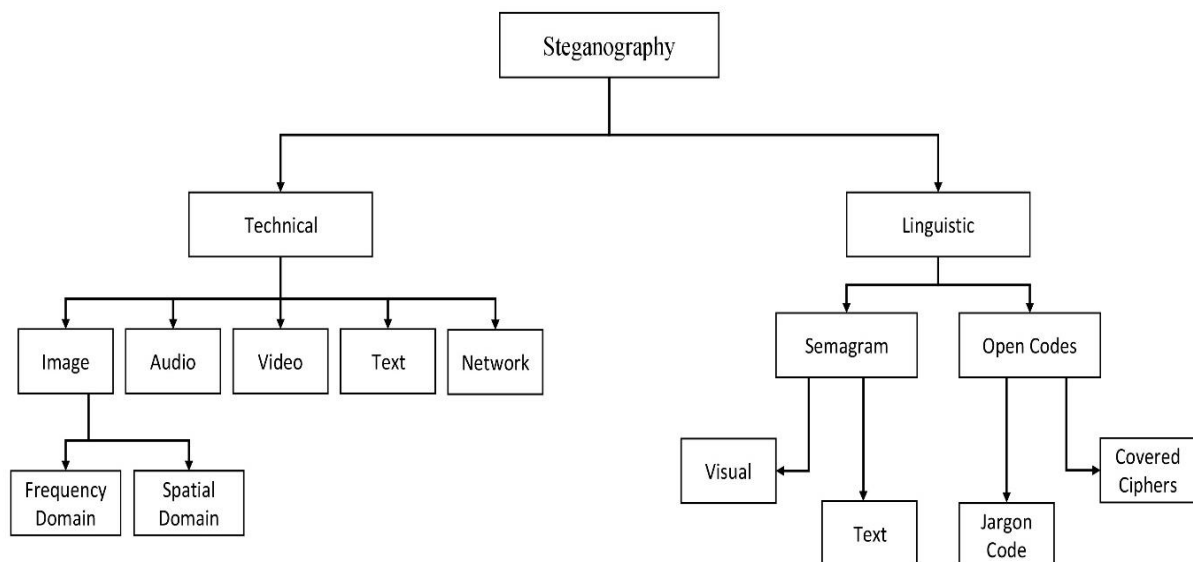 Steganography
Technical
Linguistic
Image
Audio
Video
Text
Network
Semagram
Open Codes
Frequency
Domain
Spatial
Domain
Visual
Text
Jargon
Code
Covered
Ciphers